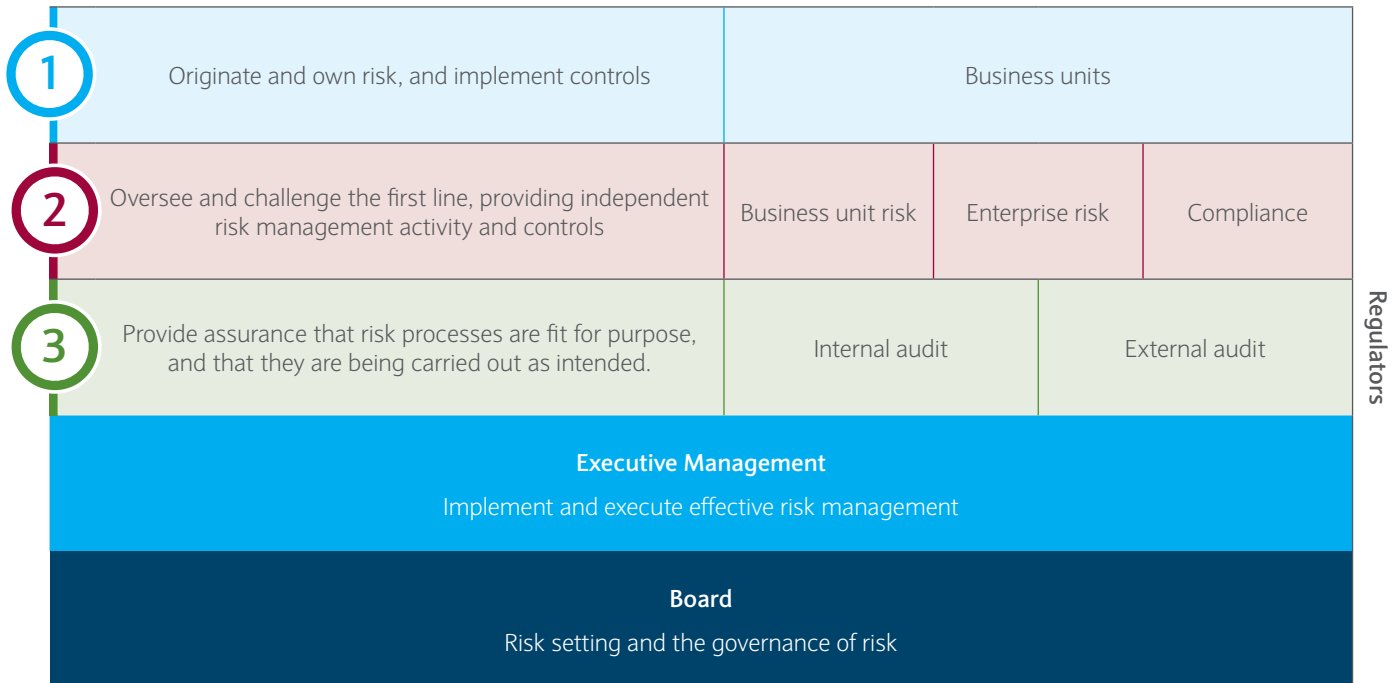 1
Originate and own risk, and implement controls
Business units
2
Oversee and challenge the first line, providing independent
risk management activity and controls
Business unit risk
Enterprise risk
Compliance
3
Provide assurance that risk processes are fit for purpose,
and that they are being carried out as intended.
Internal audit
External audit
Regulators
Executive Management
Implement and execute effective risk management
Board
Risk setting and the governance of risk